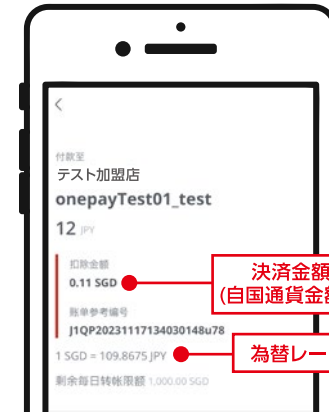 付款至
テスト加盟店
onepayTest01_test
12 JPY
扣除金额
0.11 SGD
決済金額
(自国通貨金額
账单参考编号
J1QP20231117134030148u78
1 SGD = 109.8675 JPY
為替レー
剩余每日转帐限额 1,000.00 SGD